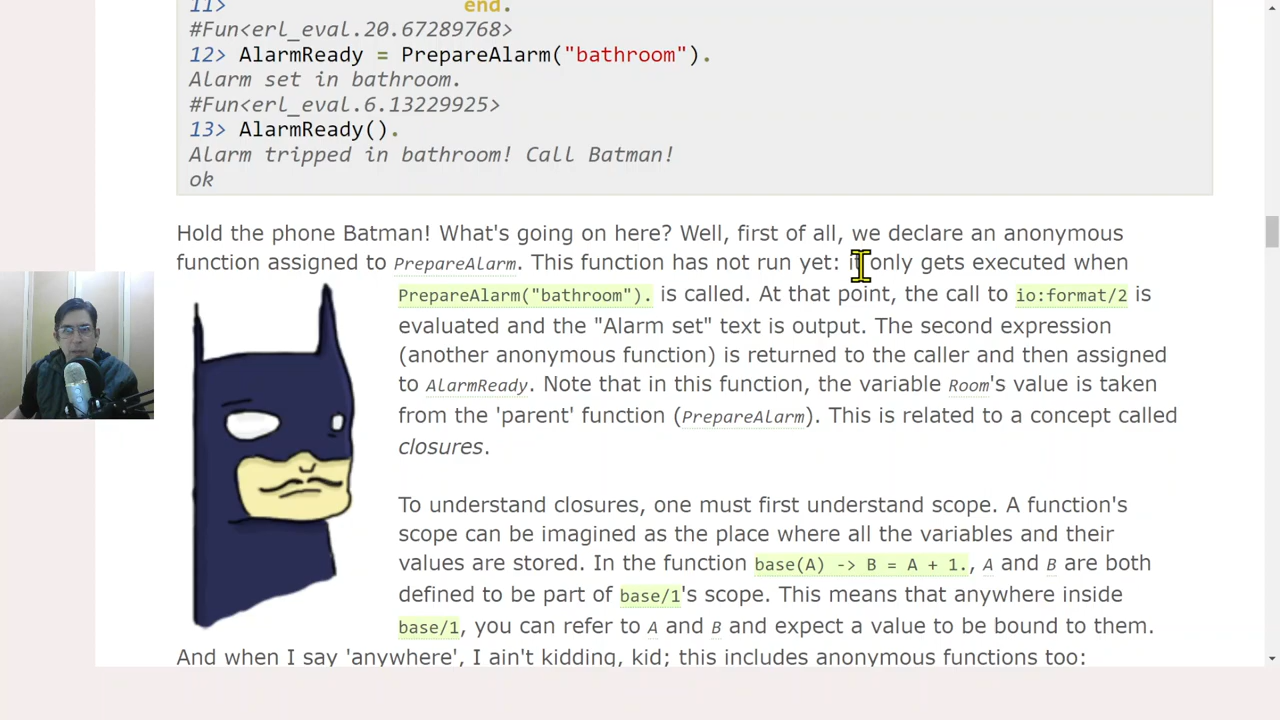 11> end.
#Fun<erl_eval.20.67289768>
12> AlarmReady = PrepareAlarm("bathroom").
Alarm set in bathroom.
#Fun<erl_eval.6.13229925>
13> AlarmReady().
Alarm tripped in bathroom! Call Batman!
ok
Hold the phone Batman! What's going on here? Well, first of all, we declare an anonymous
function assigned to PrepareAlarm. This function has not run yet: it only gets executed when
PrepareAlarm("bathroom"). is called. At that point, the call to io:format/2 is
evaluated and the "Alarm set" text is output. The second expression
(another anonymous function) is returned to the caller and then assigned
to AlarmReady. Note that in this function, the variable Room's value is taken
from the 'parent' function (PrepareAlarm). This is related to a concept called
closures.
To understand closures, one must first understand scope. A function's
scope can be imagined as the place where all the variables and their
values are stored. In the function base(A) -> B = A + 1., A and B are both
defined to be part of base/1's scope. This means that anywhere inside
base/1, you can refer to A and B and expect a value to be bound to them.
And when I say 'anywhere', I ain't kidding, kid; this includes anonymous functions too: